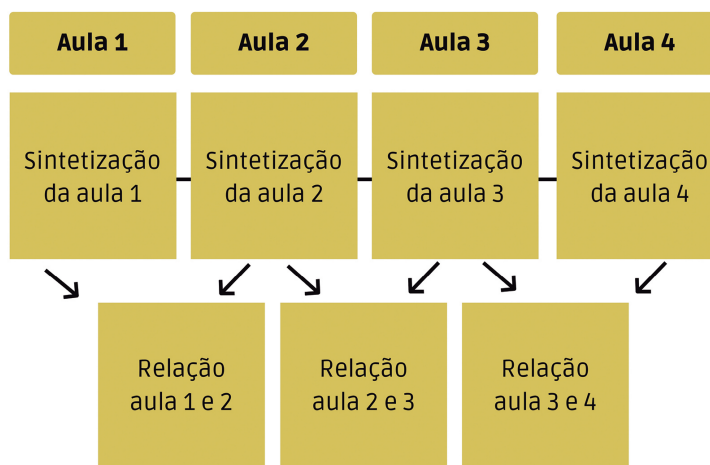 Aula 1
Aula 2
Aula 3
Aula 4
Sintetização
da aula 1
Sintetização
da aula 2
Sintetização
da aula 3
Sintetização
da aula 4
Relação
aula 1 e 2
Relação
aula 2 e 3
Relação
aula 3 e 4